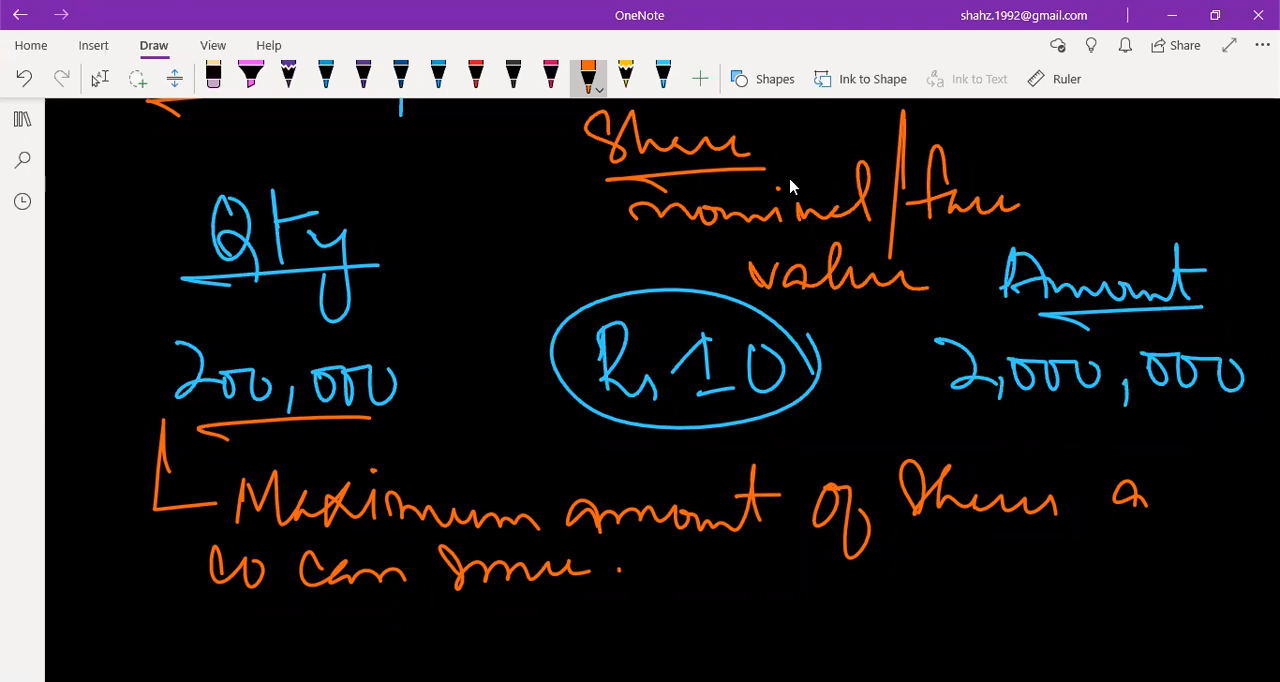 OneNote
shahz.1992@gmail.com
Home Insert Draw View Help
Share
Shapes Ink to Shape Ink to Text Ruler
Share
nominal / face
value
Qty
Amount
200,000
Rs 10
2,000,000
Maximum amount of Shares a
co can issue.